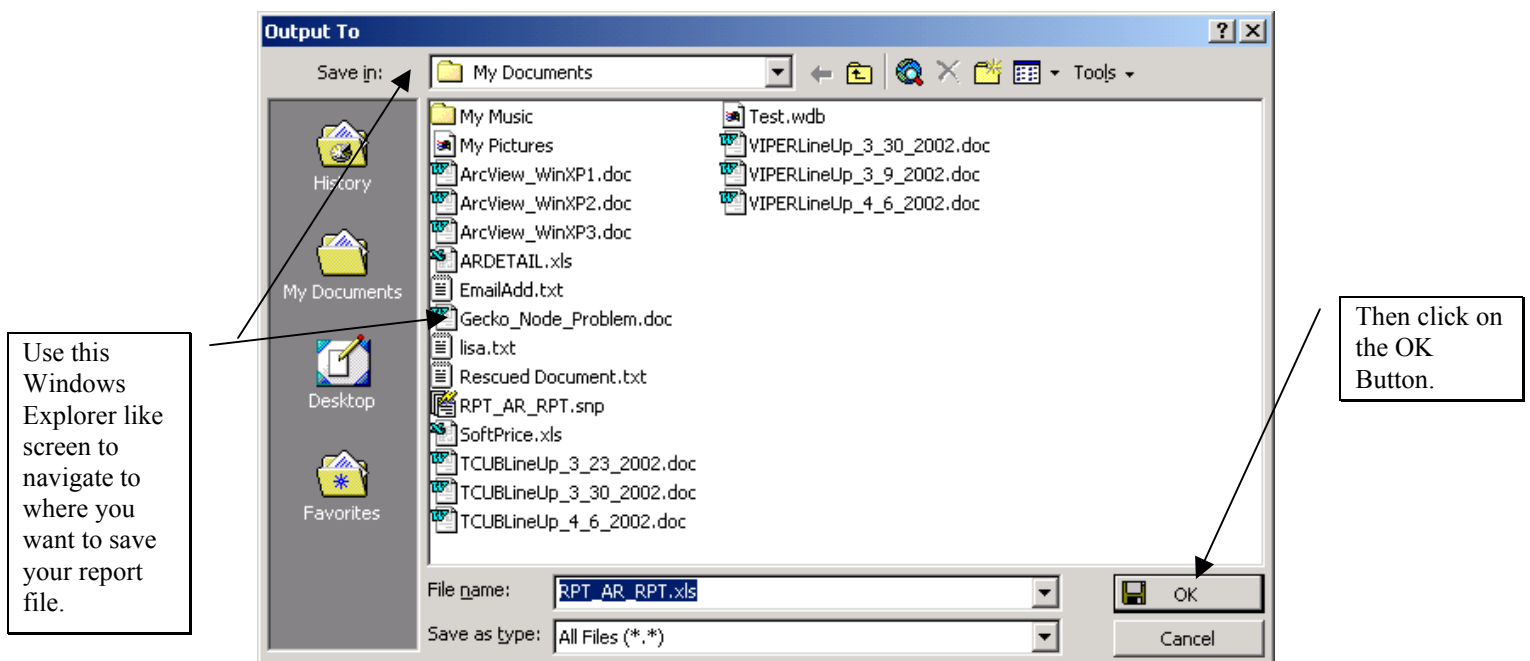 Output To
Save in:
My Documents
Tools
History
My Documents
Desktop
Favorites
My Music
My Pictures
ArcView_WinXP1.doc
ArcView_WinXP2.doc
ArcView_WinXP3.doc
ARDETAIL.xls
EmailAdd.txt
Gecko_Node_Problem.doc
lisa.txt
Rescued Document.txt
RPT_AR_RPT.snp
SoftPrice.xls
TCUBLineUp_3_23_2002.doc
TCUBLineUp_3_30_2002.doc
TCUBLineUp_4_6_2002.doc
Test.wdb
VIPERLineUp_3_30_2002.doc
VIPERLineUp_3_9_2002.doc
VIPERLineUp_4_6_2002.doc
File name:
RPT_AR_RPT.xls
OK
Save as type:
All Files (*.*)
Cancel
Use this
Windows
Explorer like
screen to
navigate to
where you
want to save
your report
file.
Then click on
the OK
Button.